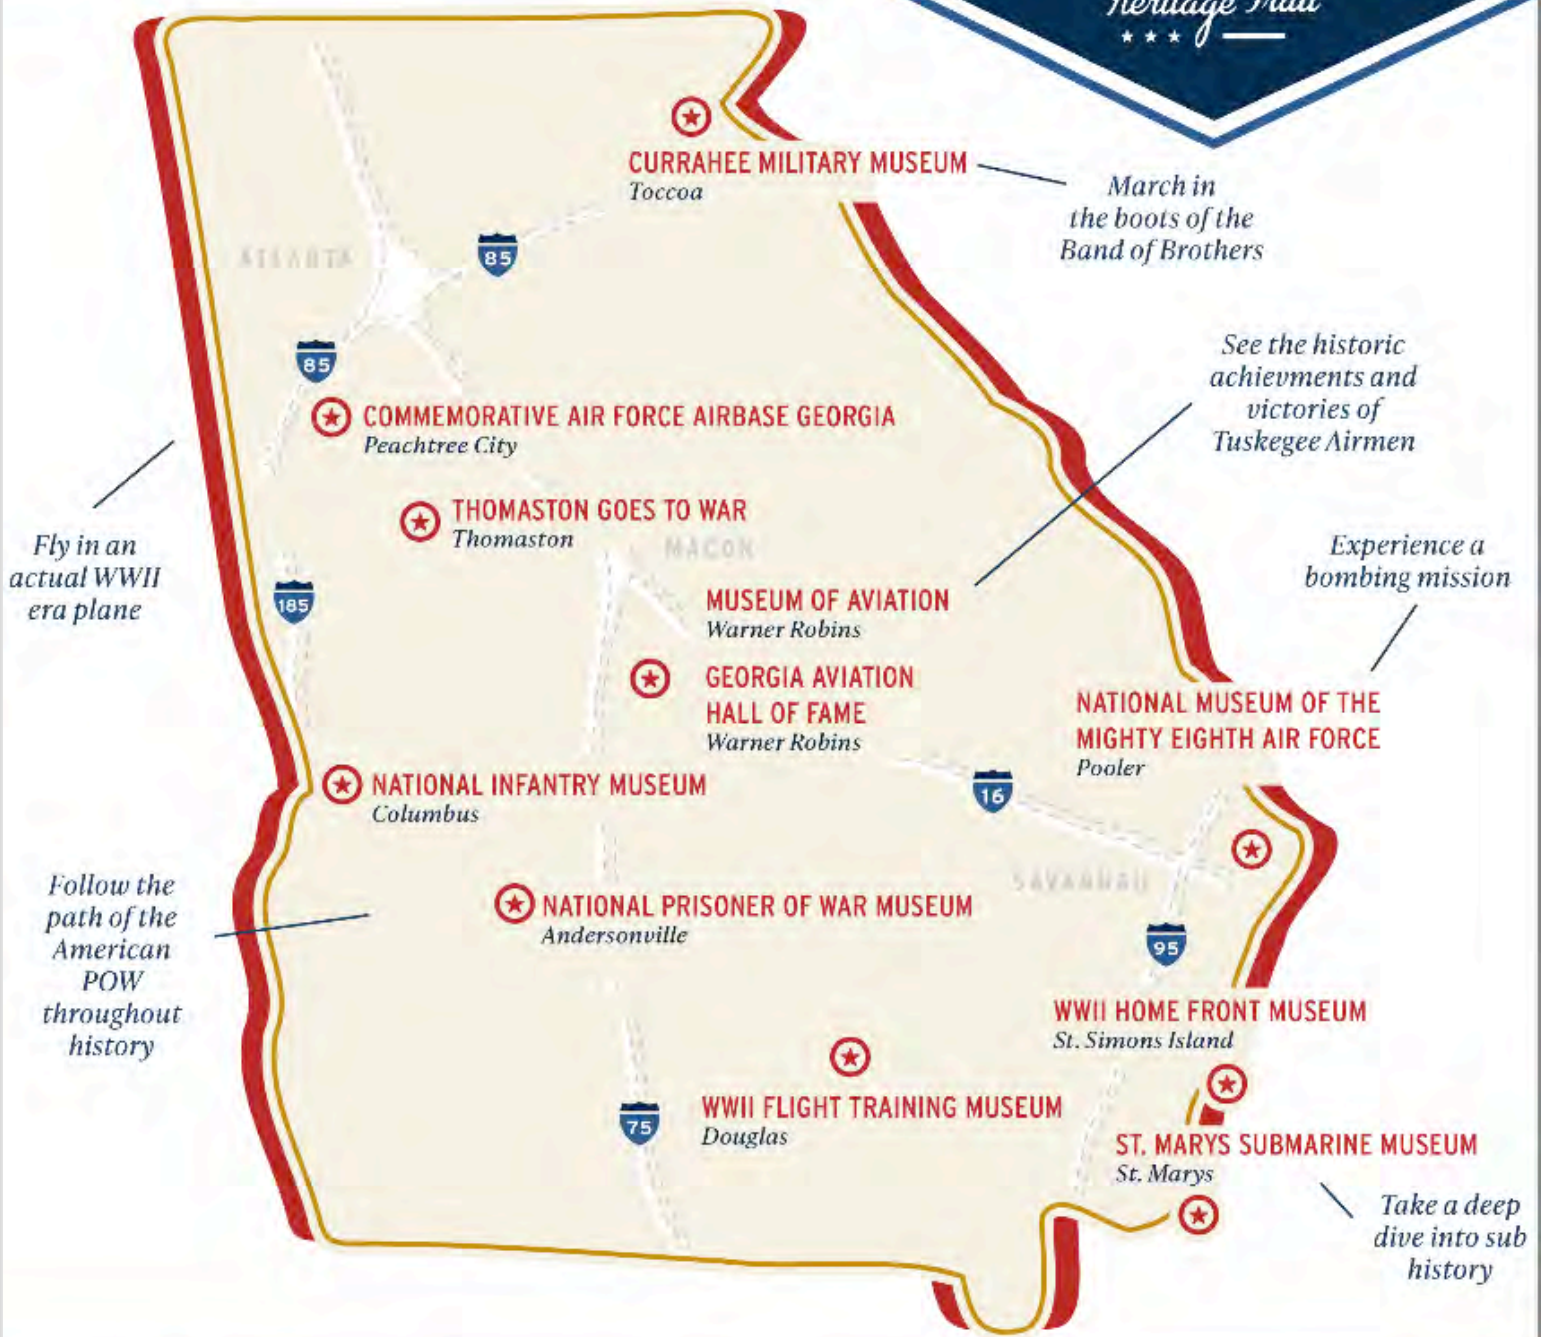 Heritage Trail
CURRAHEE MILITARY MUSEUM
Toccoa
March in
the boots of the
Band of Brothers
ATLANTA
85
See the historic
achievments and
victories of
Tuskegee Airmen
85
COMMEMORATIVE AIR FORCE AIRBASE GEORGIA
Peachtree City
THOMASTON GOES TO WAR
Thomaston
MACON
Fly in an
actual WWII
era plane
Experience a
bombing mission
185
MUSEUM OF AVIATION
Warner Robins
GEORGIA AVIATION
HALL OF FAME
Warner Robins
NATIONAL MUSEUM OF THE
MIGHTY EIGHTH AIR FORCE
Pooler
NATIONAL INFANTRY MUSEUM
Columbus
16
SAVANNAH
Follow the
path of the
American
POW
throughout
history
NATIONAL PRISONER OF WAR MUSEUM
Andersonville
95
WWII HOME FRONT MUSEUM
St. Simons Island
75
WWII FLIGHT TRAINING MUSEUM
Douglas
ST. MARYS SUBMARINE MUSEUM
St. Marys
Take a deep
dive into sub
history